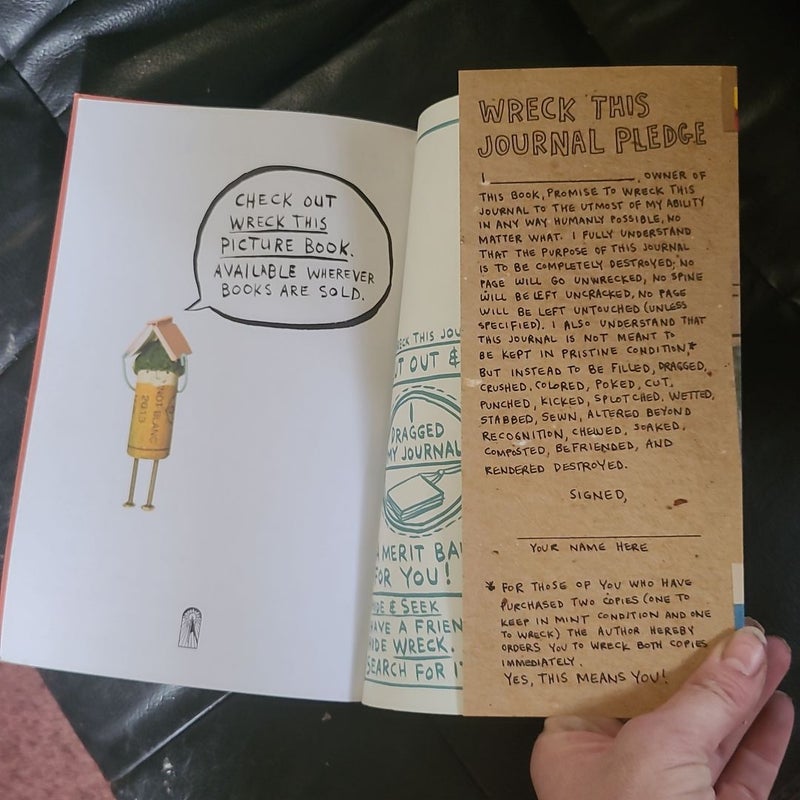 CHECK OUT
WRECK THIS
PICTURE BOOK.
AVAILABLE WHEREVER
BOOKS ARE SOLD.
2013
WRECK THIS
JOURNAL PLEDGE
I ________________, OWNER OF
THIS BOOK, PROMISE TO WRECK THIS
JOURNAL TO THE UTMOST OF MY ABILITY
IN ANY WAY HUMANLY POSSIBLE, NO
MATTER WHAT. I FULLY UNDERSTAND
THAT THE PURPOSE OF THIS JOURNAL
IS TO BE COMPLETELY DESTROYED; NO
PAGE WILL GO UNWRECKED, NO SPINE
WILL BE LEFT UNCRACKED, NO PAGE
WILL BE LEFT UNTOUCHED (UNLESS
SPECIFIED). I ALSO UNDERSTAND THAT
THIS JOURNAL IS NOT MEANT TO
BE KEPT IN PRISTINE CONDITION,*
BUT INSTEAD TO BE FILLED, DRAGGED,
CRUSHED, COLORED, POKED, CUT,
PUNCHED, KICKED, SPLOTCHED, WETTED,
STABBED, SEWN, ALTERED BEYOND
RECOGNITION, CHEWED, SOAKED,
COMPOSTED, BEFRIENDED, AND
RENDERED DESTROYED.
SIGNED,
YOUR NAME HERE
* FOR THOSE OF YOU WHO HAVE
PURCHASED TWO COPIES (ONE TO
KEEP IN MINT CONDITION AND ONE
TO WRECK) THE AUTHOR HEREBY
ORDERS YOU TO WRECK BOTH COPIES
IMMEDIATELY.
YES, THIS MEANS YOU!
THIS JOU
OUT &
I
DRAGGED
MY JOURNAL
MERIT BA
FOR YOU!
& SEEK
HAVE A FRIEN
WRECK.
SEARCH FOR I